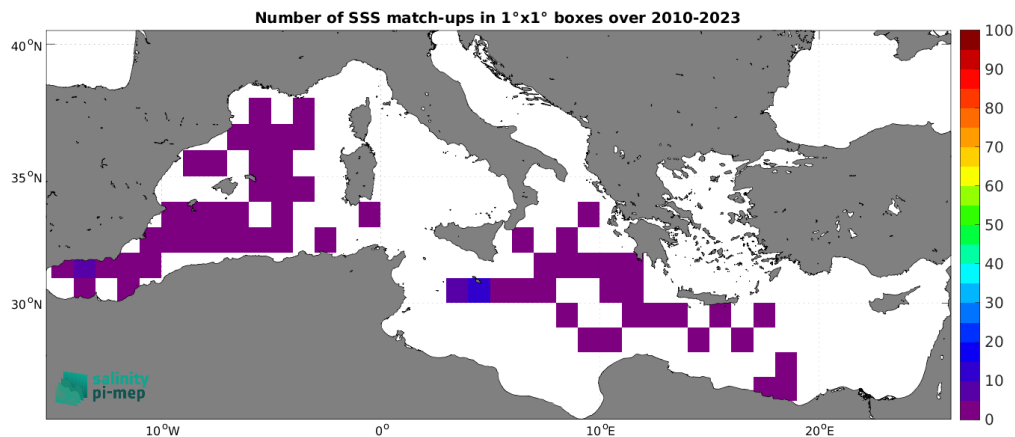 Number of SSS match-ups in 1°x1° boxes over 2010-2023
40°N
35°N
30°N
10°W
0°
10°E
20°E
100
90
80
70
60
50
40
30
20
10
0
salinity
pi-mep